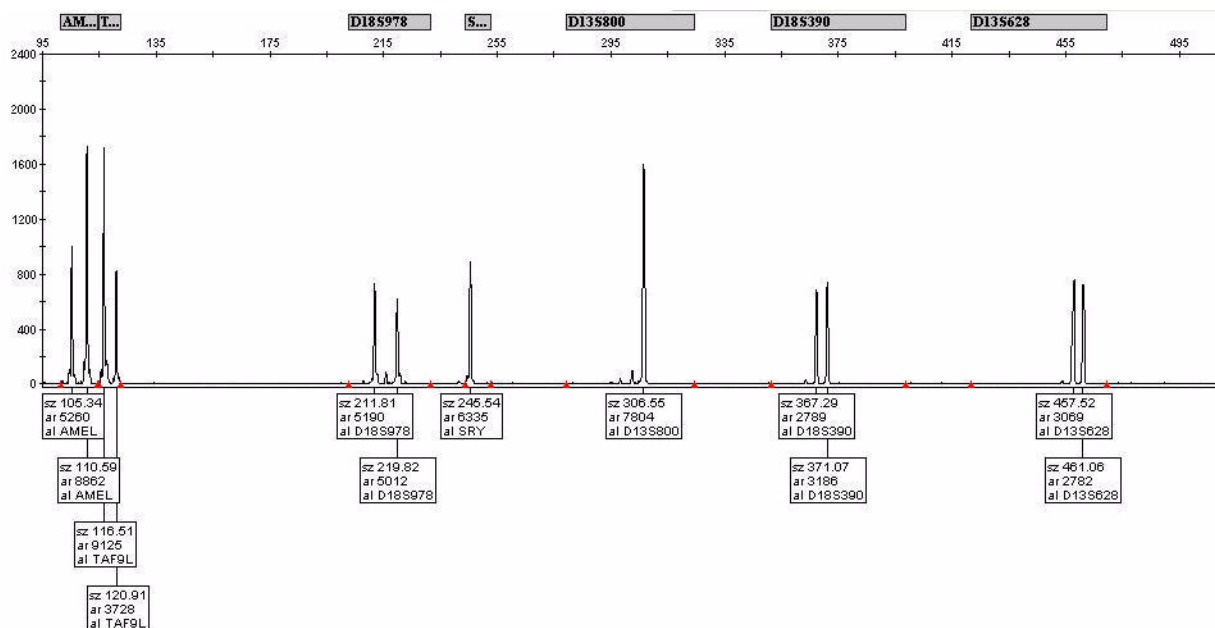 AM... T... D18S978 S... D13S800 D18S390 D13S628
95 135 175 215 255 295 335 375 415 455 495
2400
2000
1600
1200
800
400
0
sz 105.34
ar 5260
al AMEL
sz 110.59
ar 8862
al AMEL
sz 116.51
ar 9125
al TAF9L
sz 120.91
ar 3728
al TAF9L
sz 211.81
ar 5190
al D18S978
sz 219.82
ar 5012
al D18S978
sz 245.54
ar 6335
al SRY
sz 306.55
ar 7804
al D13S800
sz 367.29
ar 2789
al D18S390
sz 371.07
ar 3186
al D18S390
sz 457.52
ar 3069
al D13S628
sz 461.06
ar 2782
al D13S628